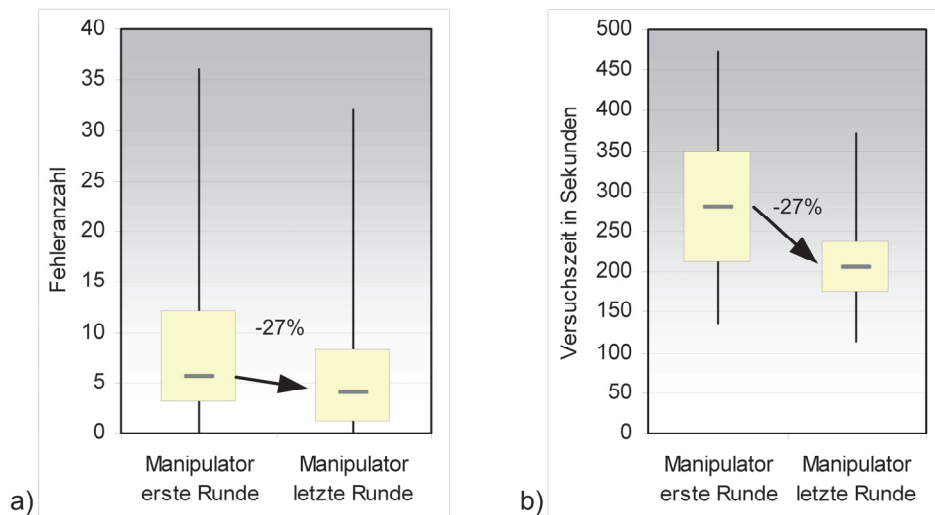 a)
Fehleranzahl
40
35
30
25
20
15
10
5
0
-27%
Manipulator
erste Runde
Manipulator
letzte Runde
b)
Versuchszeit in Sekunden
500
450
400
350
300
250
200
150
100
50
0
-27%
Manipulator
erste Runde
Manipulator
letzte Runde